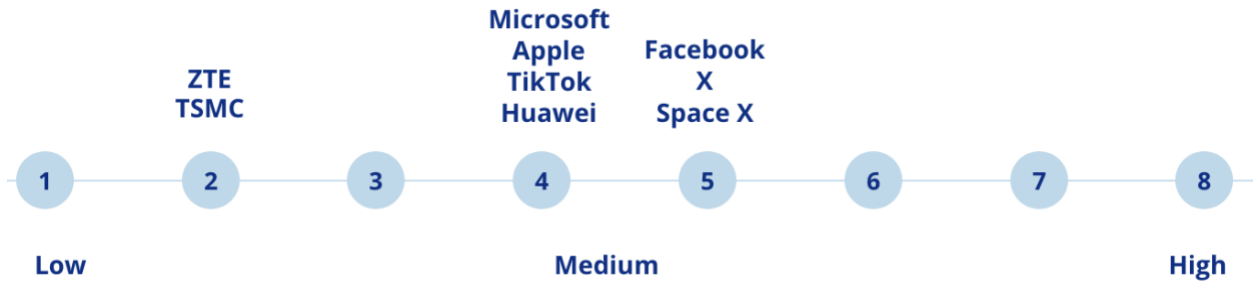 Microsoft
Apple
TikTok
Huawei
Facebook
X
Space X
ZTE
TSMC
1 2 3 4 5 6 7 8
Low Medium High